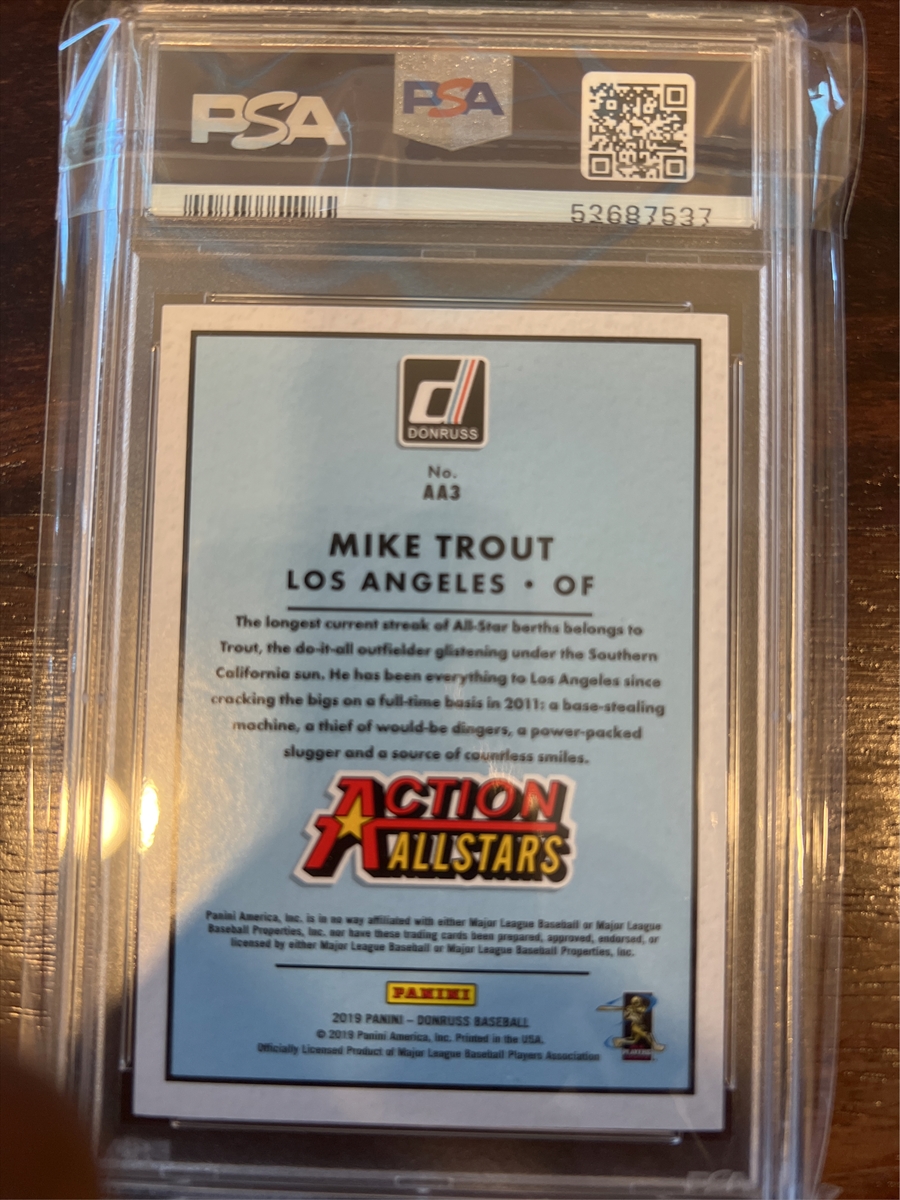 PSA PSA
53687537
d
DONRUSS
No.
AA3
MIKE TROUT
LOS ANGELES • OF
The longest current streak of All-Star berths belongs to
Trout, the do-it-all outfielder glistening under the Southern
California sun. He has been everything to Los Angeles since
cracking the bigs on a full-time basis in 2011: a base-stealing
machine, a thief of would-be dingers, a power-packed
slugger and a source of countless smiles.
ACTION
ALLSTARS
Panini America, Inc. is in no way affiliated with either Major League Baseball or Major League
Baseball Properties, Inc. nor have these trading cards been prepared, approved, endorsed, or
licensed by either Major League Baseball or Major League Baseball Properties, Inc.
PANINI
2019 PANINI – DONRUSS BASEBALL
© 2019 Panini America, Inc. Printed in the USA.
Officially Licensed Product of Major League Baseball Players Association
PLAYERS